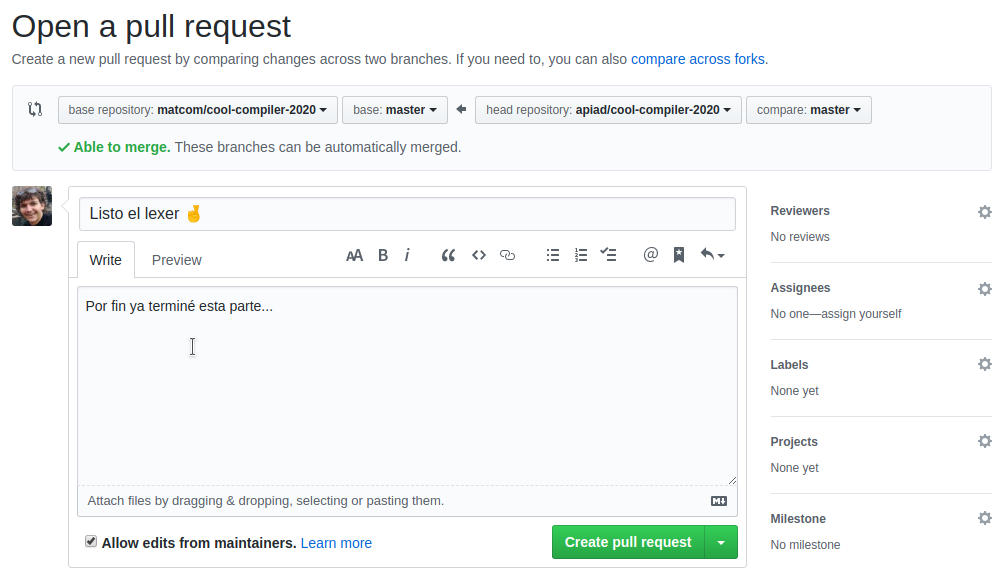 Open a pull request
Create a new pull request by comparing changes across two branches. If you need to, you can also compare across forks.
base repository: matcom/cool-compiler-2020 base: master head repository: apiad/cool-compiler-2020 compare: master
Able to merge. These branches can be automatically merged.
Listo el lexer 🤞
Write Preview
AA B i @
Por fin ya terminé esta parte...
Attach files by dragging & dropping, selecting or pasting them.
Allow edits from maintainers. Learn more
Create pull request
Reviewers
No reviews
Assignees
No one—assign yourself
Labels
None yet
Projects
None yet
Milestone
No milestone